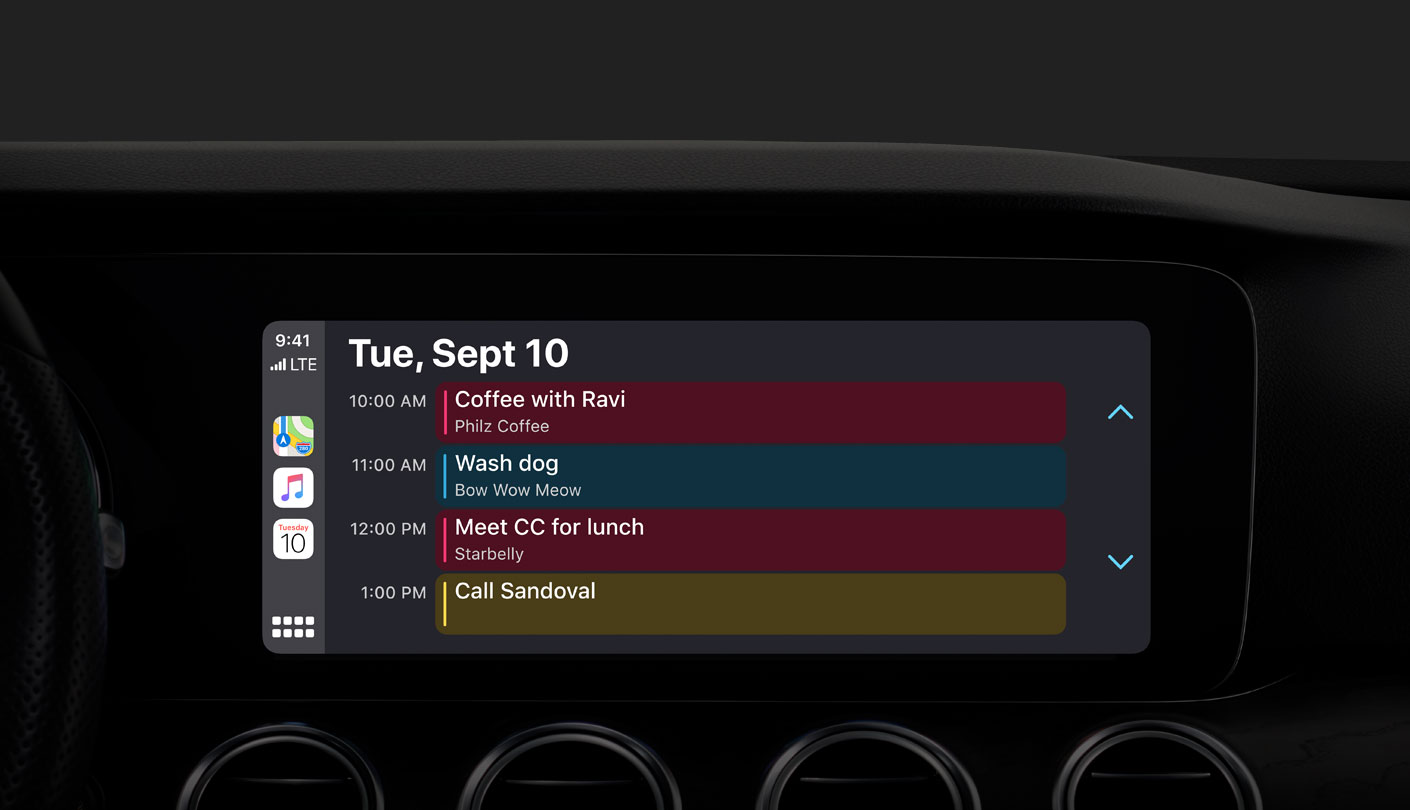 9:41
LTE
Tuesday
10
280
Tue, Sept 10
10:00 AM
Coffee with Ravi
Philz Coffee
11:00 AM
Wash dog
Bow Wow Meow
12:00 PM
Meet CC for lunch
Starbelly
1:00 PM
Call Sandoval